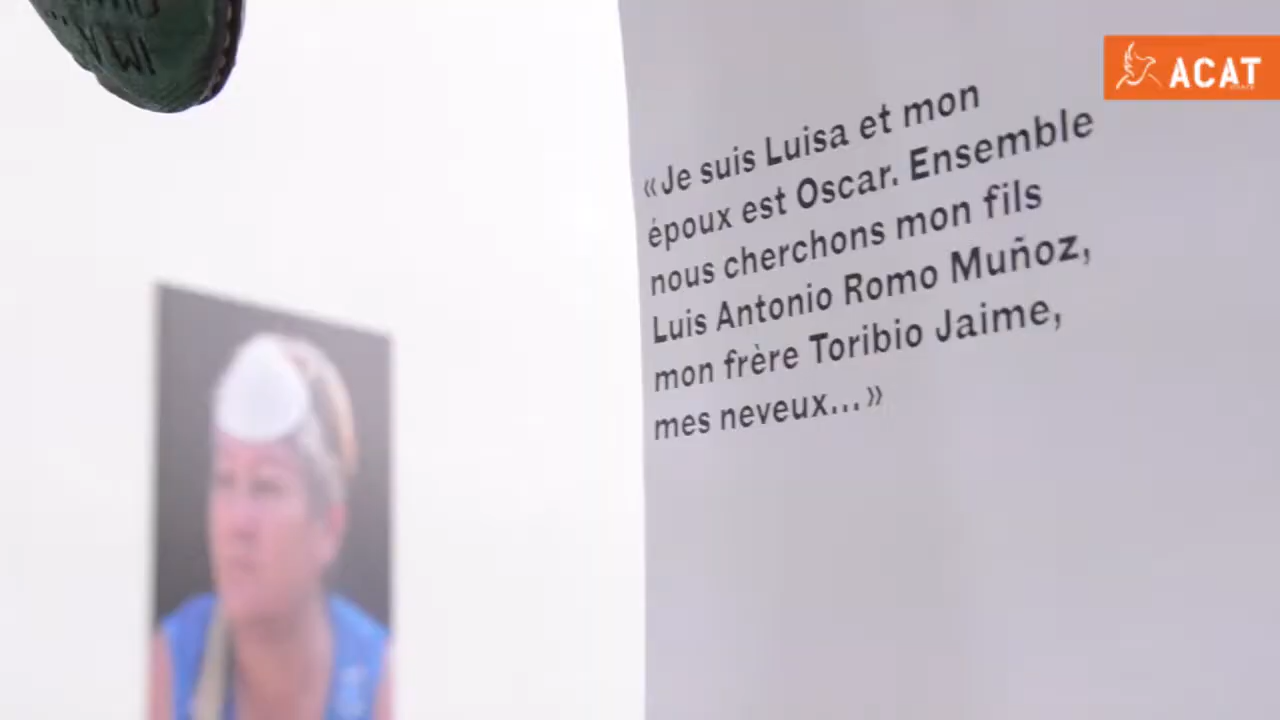 ACAT
«Je suis Luisa et mon
époux est Oscar. Ensemble
nous cherchons mon fils
Luis Antonio Romo Muñoz,
mon frère Toribio Jaime,
mes neveux...»